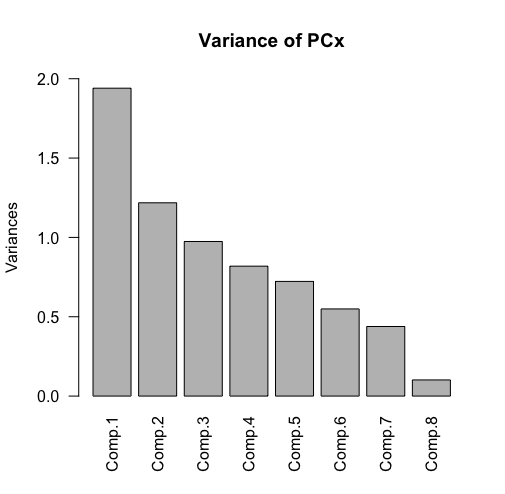 Variance of PCx
Variances
2.0
1.5
1.0
0.5
0.0
Comp.1
Comp.2
Comp.3
Comp.4
Comp.5
Comp.6
Comp.7
Comp.8